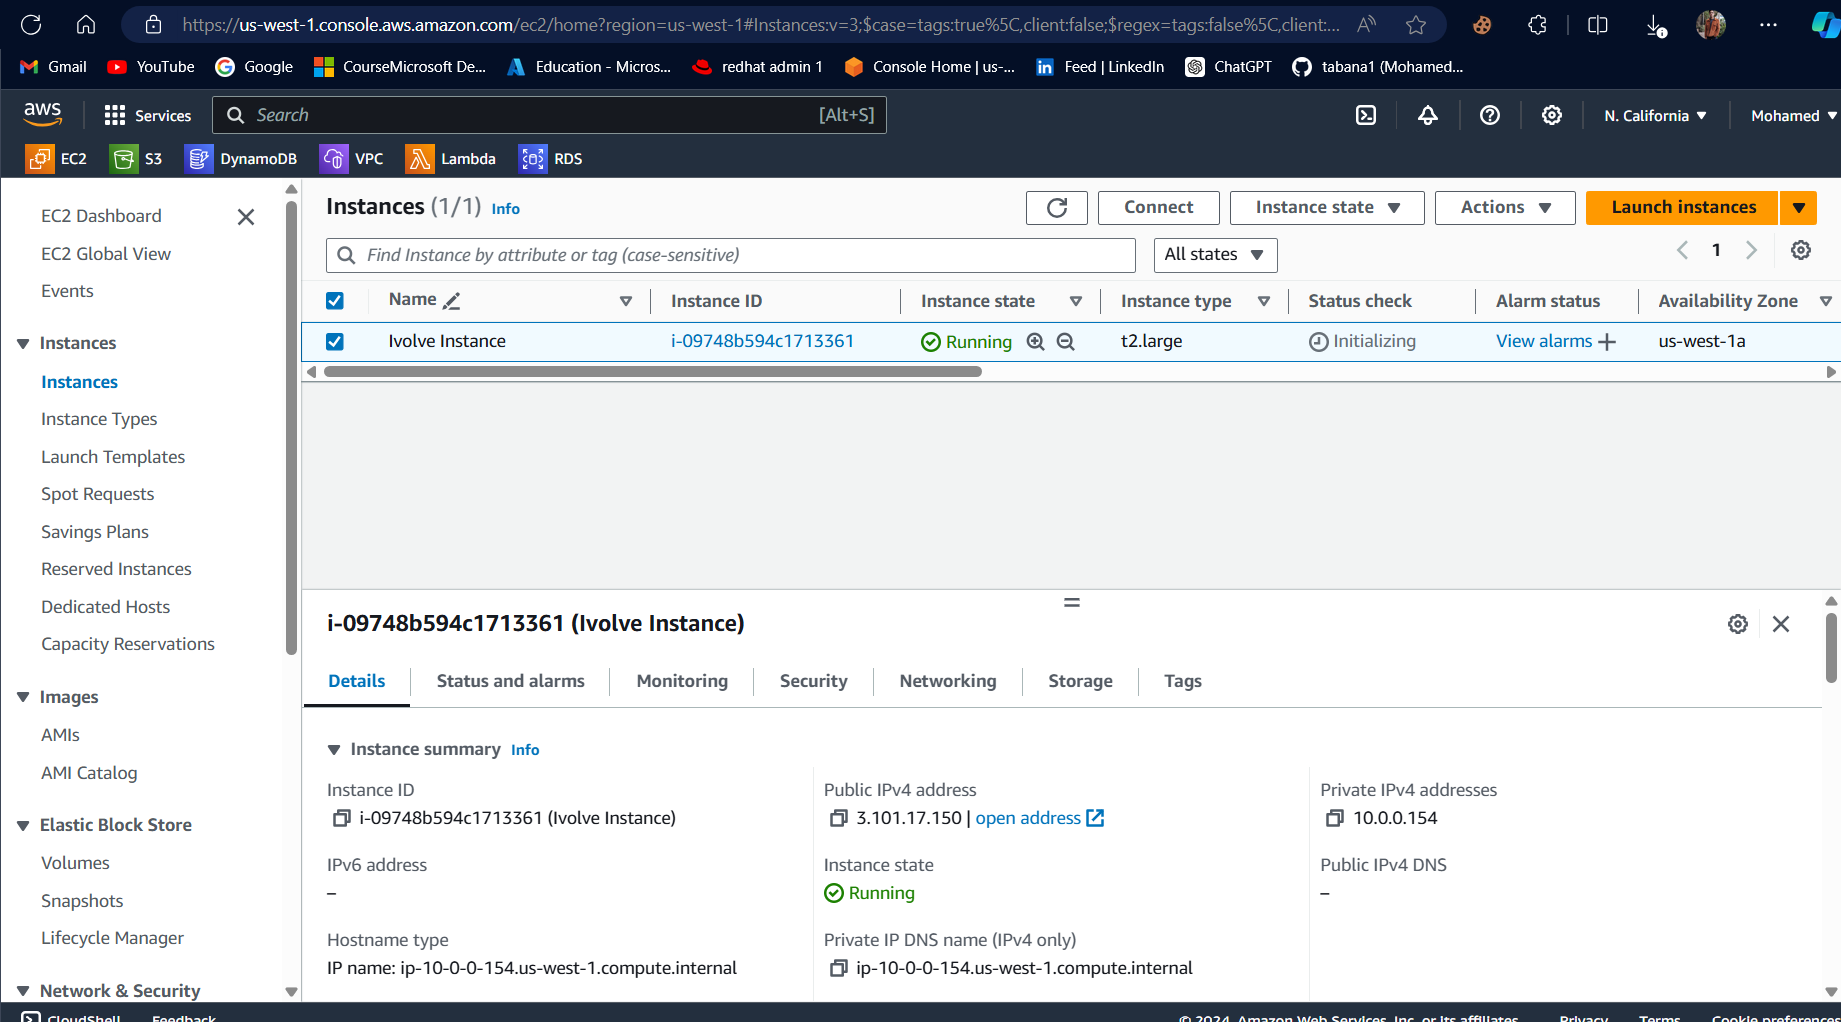 https://us-west-1.console.aws.amazon.com/ec2/home?region=us-west-1#Instances:v=3;$case=tags:true%5C,client:false;$regex=tags:false%5C,client:...
Gmail YouTube Google CourseMicrosoft De... Education - Micros... redhat admin 1 Console Home | us-... Feed | LinkedIn ChatGPT tabana1 (Mohamed...
aws Services Search [Alt+S] N. California Mohamed
EC2 S3 DynamoDB VPC Lambda RDS
EC2 Dashboard
EC2 Global View
Events
Instances
Instances
Instance Types
Launch Templates
Spot Requests
Savings Plans
Reserved Instances
Dedicated Hosts
Capacity Reservations
Images
AMIs
AMI Catalog
Elastic Block Store
Volumes
Snapshots
Lifecycle Manager
Network & Security
Instances (1/1) Info Connect Instance state Actions Launch instances
Find Instance by attribute or tag (case-sensitive) All states 1
Name Instance ID Instance state Instance type Status check Alarm status Availability Zone
Ivolve Instance i-09748b594c1713361 Running t2.large Initializing View alarms us-west-1a
i-09748b594c1713361 (Ivolve Instance)
Details Status and alarms Monitoring Security Networking Storage Tags
Instance summary Info
Instance ID
i-09748b594c1713361 (Ivolve Instance)
Public IPv4 address
3.101.17.150 | open address
Private IPv4 addresses
10.0.0.154
IPv6 address
–
Instance state
Running
Public IPv4 DNS
–
Hostname type
IP name: ip-10-0-0-154.us-west-1.compute.internal
Private IP DNS name (IPv4 only)
ip-10-0-0-154.us-west-1.compute.internal
CloudShell Feedback © 2024, Amazon Web Services, Inc. or its affiliates. Privacy Terms Cookie preferences